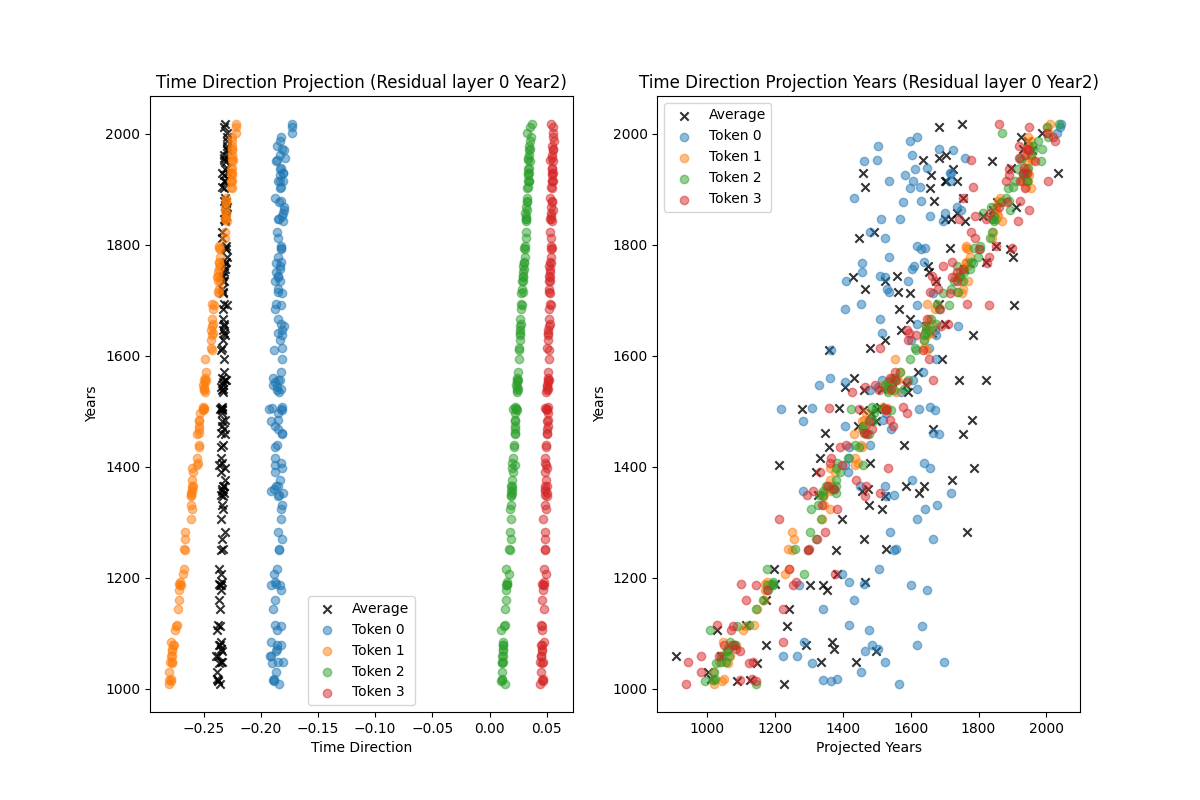 Time Direction Projection (Residual layer 0 Year2)
Years
2000
1800
1600
1400
1200
1000
Average
Token 0
Token 1
Token 2
Token 3
−0.25 −0.20 −0.15 −0.10 −0.05 0.00 0.05
Time Direction
Time Direction Projection Years (Residual layer 0 Year2)
Average
Token 0
Token 1
Token 2
Token 3
Years
2000
1800
1600
1400
1200
1000
1000 1200 1400 1600 1800 2000
Projected Years